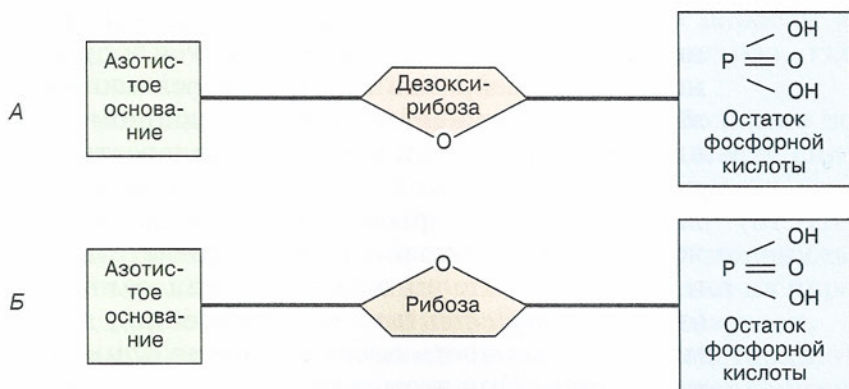 А
Азотис-
тое
основа-
ние
Дезокси-
рибоза
O
OH
P = O
OH
Остаток
фосфорной
кислоты
Б
Азотис-
тое
основа-
ние
O
Рибоза
OH
P = O
OH
Остаток
фосфорной
кислоты